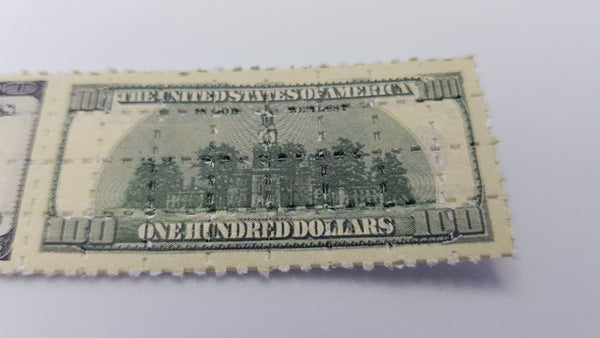 100 THE UNITED STATES OF AMERICA 100
100 ONE HUNDRED DOLLARS 100